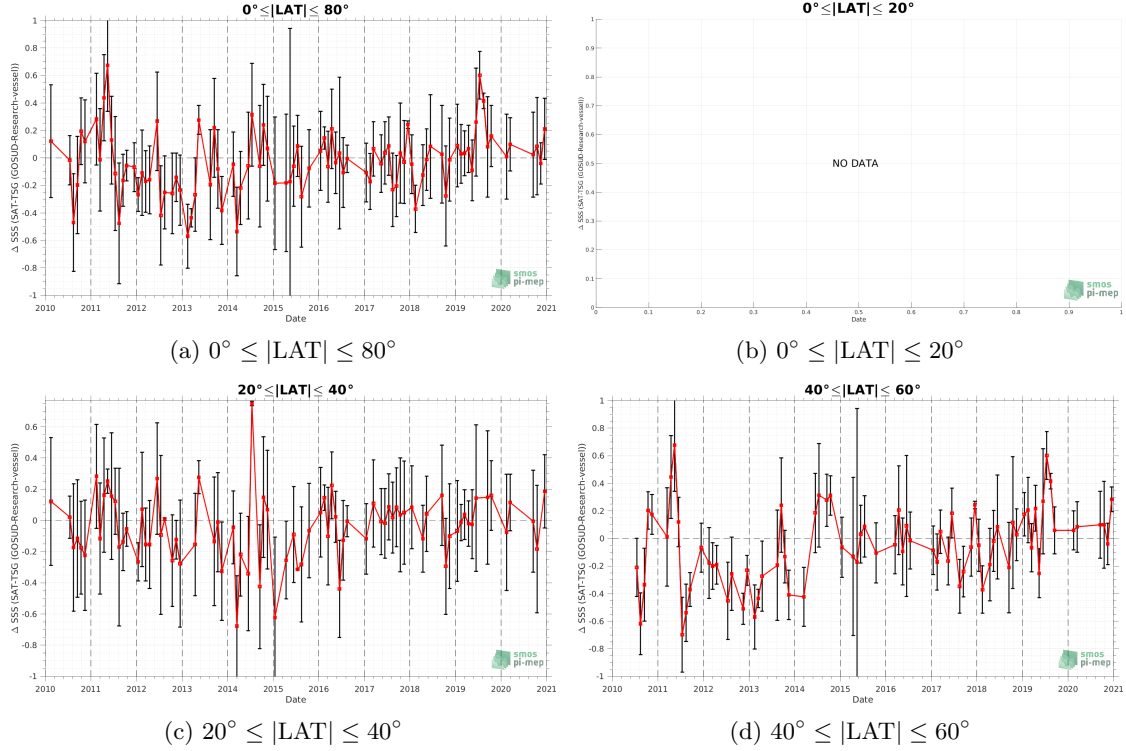 0°≤|LAT|≤ 80°
Δ SSS (SAT-TSG (GOSUD-Research-vessel))
1
0.8
0.6
0.4
0.2
0
-0.2
-0.4
-0.6
-0.8
-1
2010 2011 2012 2013 2014 2015 2016 2017 2018 2019 2020 2021
Date
smos
pi-mep
(a) 0° ≤ |LAT| ≤ 80°
0°≤|LAT|≤ 20°
Δ SSS (SAT-TSG (GOSUD-Research-vessel))
1
0.9
0.8
0.7
0.6
0.5
0.4
0.3
0.2
0.1
0
NO DATA
0 0.1 0.2 0.3 0.4 0.5 0.6 0.7 0.8 0.9 1
Date
smos
pi-mep
(b) 0° ≤ |LAT| ≤ 20°
20°≤|LAT|≤ 40°
Δ SSS (SAT-TSG (GOSUD-Research-vessel))
0.6
0.4
0.2
0
-0.2
-0.4
-0.6
-0.8
-1
2010 2011 2012 2013 2014 2015 2016 2017 2018 2019 2020 2021
Date
smos
pi-mep
(c) 20° ≤ |LAT| ≤ 40°
40°≤|LAT|≤ 60°
Δ SSS (SAT-TSG (GOSUD-Research-vessel))
1
0.8
0.6
0.4
0.2
0
-0.2
-0.4
-0.6
-0.8
-1
2010 2011 2012 2013 2014 2015 2016 2017 2018 2019 2020 2021
Date
smos
pi-mep
(d) 40° ≤ |LAT| ≤ 60°